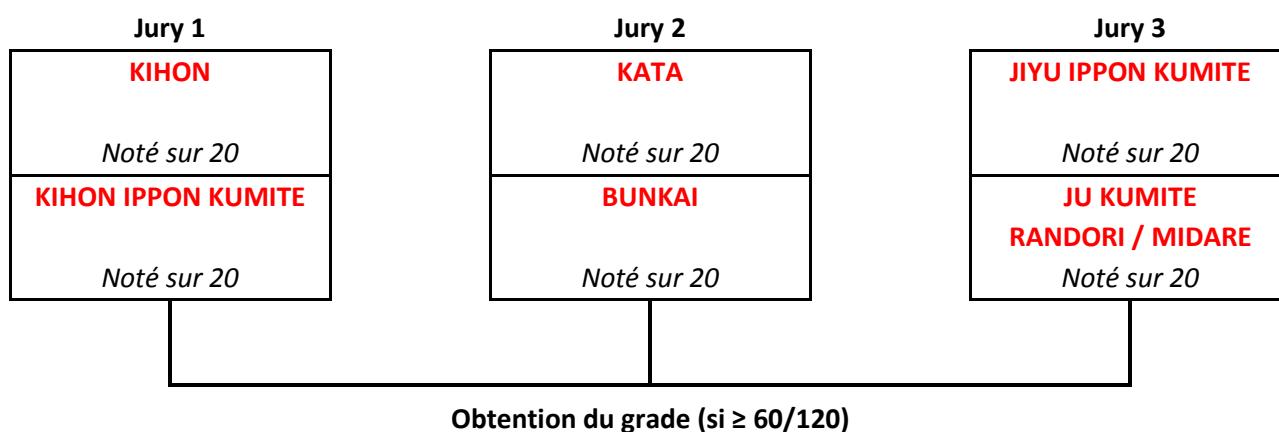 Jury 1
KIHON
Noté sur 20
KIHON IPPON KUMITE
Noté sur 20
Jury 2
KATA
Noté sur 20
BUNKAI
Noté sur 20
Jury 3
JIYU IPPON KUMITE
Noté sur 20
JU KUMITE
RANDORI / MIDARE
Noté sur 20
Obtention du grade (si ≥ 60/120)